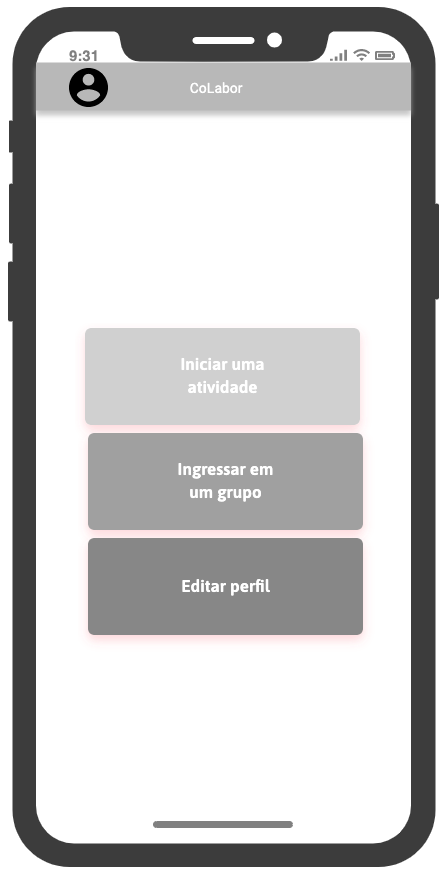 9:31
CoLabor
Iniciar uma
atividade
Ingressar em
um grupo
Editar perfil